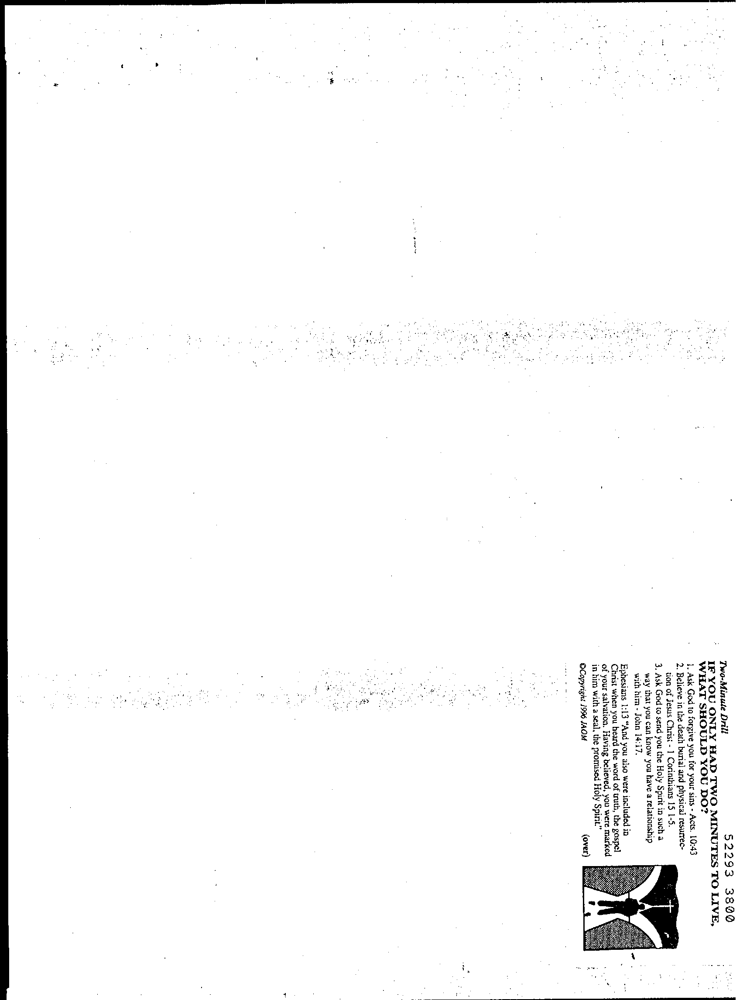 52293 3800
Two-Minute Drill
IF YOU ONLY HAD TWO MINUTES TO LIVE,
WHAT SHOULD YOU DO?
1. Ask God to forgive you for your sins - Acts. 10:43
2. Believe in the death burial and physical resurrec-
tion of Jesus Christ - 1 Corinthians 15 1-5.
3. Ask God to send you the Holy Spirit in such a
way that you can know you have a relationship
with him - John 14:17.
Ephesians 1:13 "And you also were included in
Christ when you heard the word of truth, the gospel
of your salvation. Having believed, you were marked
in him with a seal, the promised Holy Spirit."
©Copyright 1996 JAOM
(over)